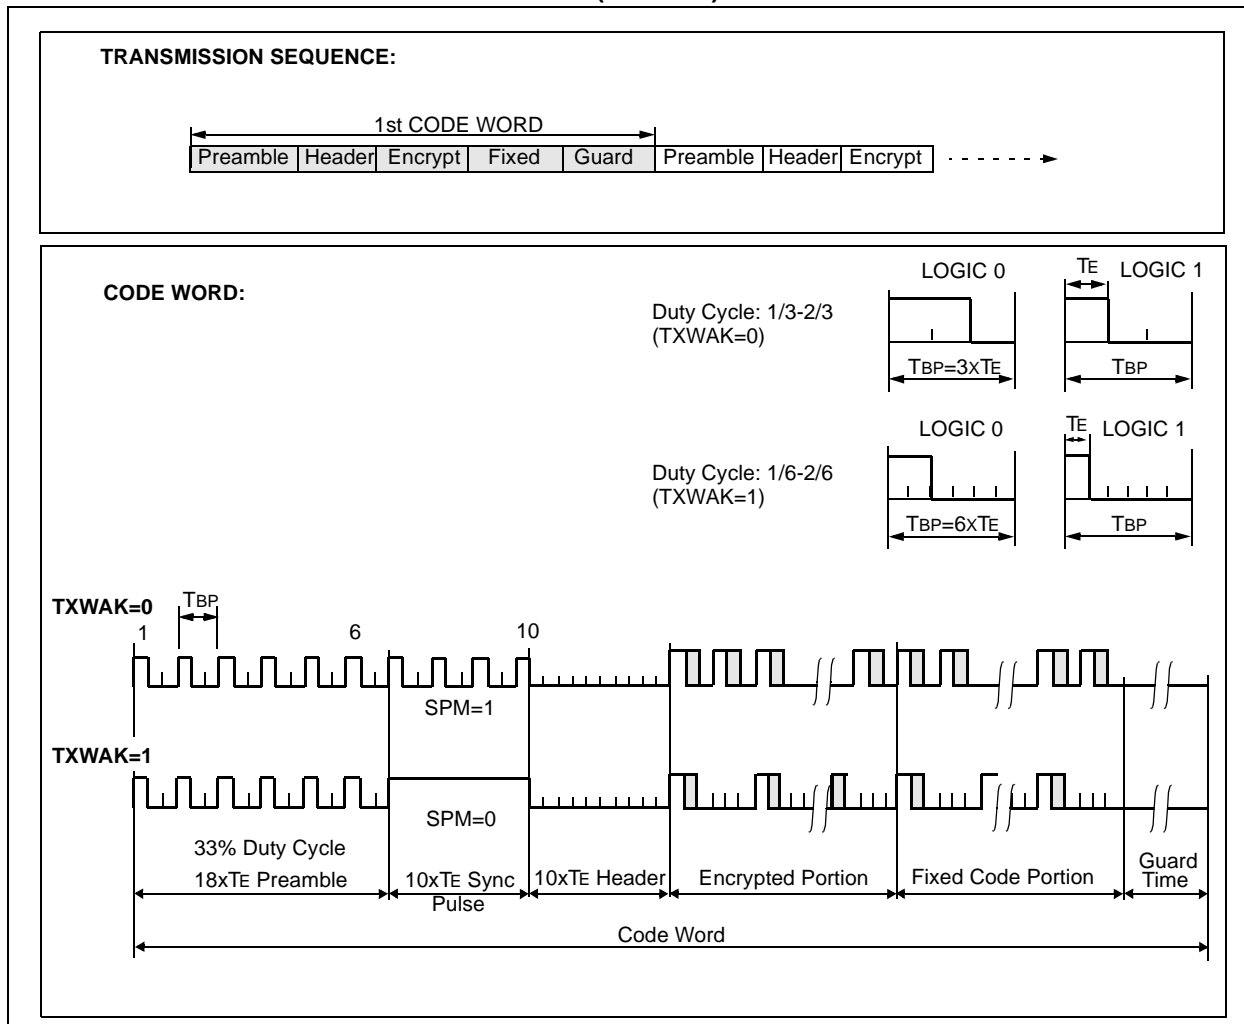 TRANSMISSION SEQUENCE:
1st CODE WORD
Preamble Header Encrypt Fixed Guard Preamble Header Encrypt
CODE WORD:
LOGIC 0 TE LOGIC 1
Duty Cycle: 1/3-2/3
(TXWAK=0)
TBP=3XTE TBP
LOGIC 0 TE LOGIC 1
Duty Cycle: 1/6-2/6
(TXWAK=1)
TBP=6XTE TBP
TXWAK=0 TBP
1 6 10
SPM=1
TXWAK=1
SPM=0
33% Duty Cycle
18xTE Preamble
10xTE Sync
Pulse
10xTE Header
Encrypted Portion
Fixed Code Portion
Guard
Time
Code Word